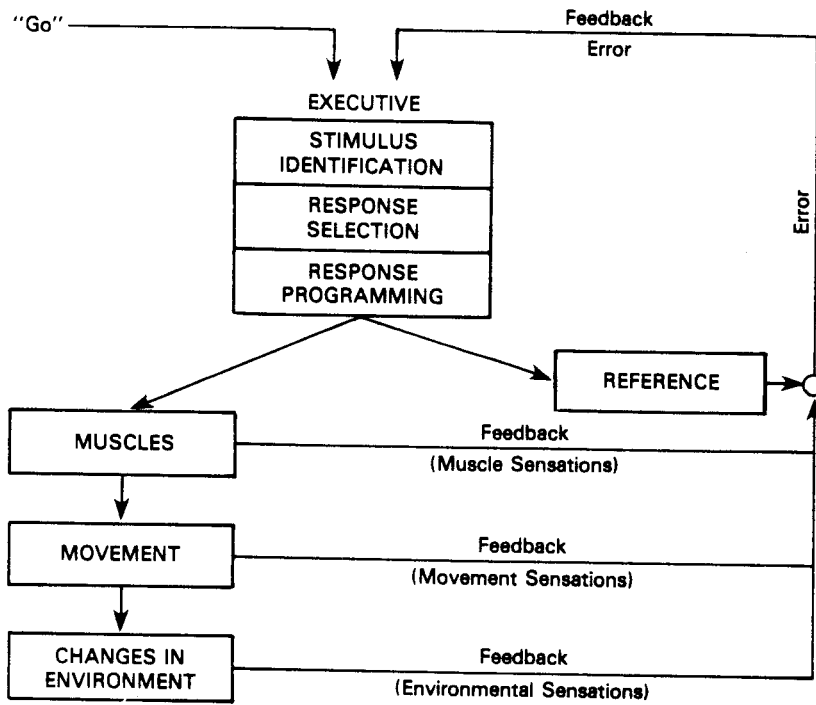 "Go"
Feedback
Error
EXECUTIVE
STIMULUS
IDENTIFICATION
RESPONSE
SELECTION
RESPONSE
PROGRAMMING
Error
REFERENCE
MUSCLES
Feedback
(Muscle Sensations)
MOVEMENT
Feedback
(Movement Sensations)
CHANGES IN
ENVIRONMENT
Feedback
(Environmental Sensations)